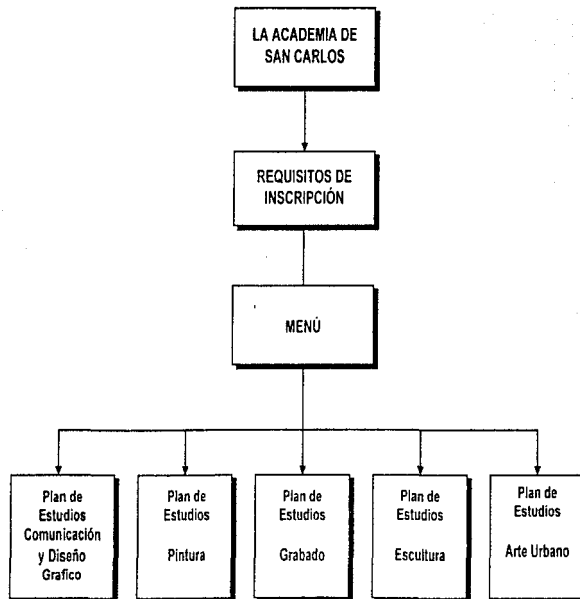 LA ACADEMIA DE
SAN CARLOS
REQUISITOS DE
INSCRIPCIÓN
MENÚ
Plan de
Estudios
Comunicación
y Diseño
Grafico
Plan de
Estudios
Pintura
Plan de
Estudios
Grabado
Plan de
Estudios
Escultura
Plan de
Estudios
Arte Urbano